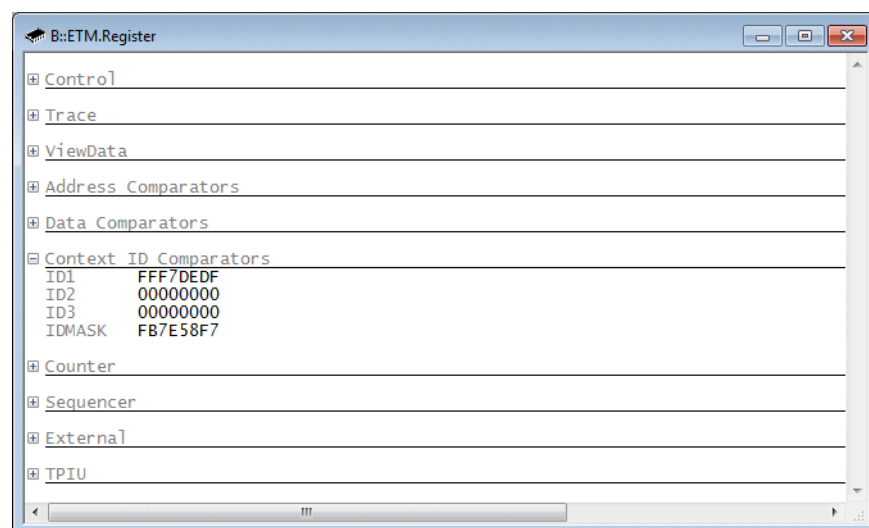 B::ETM.Register
Control
Trace
ViewData
Address Comparators
Data Comparators
Context ID Comparators
ID1 FFF7DEDF
ID2 00000000
ID3 00000000
IDMASK FB7E58F7
Counter
Sequencer
External
TPIU